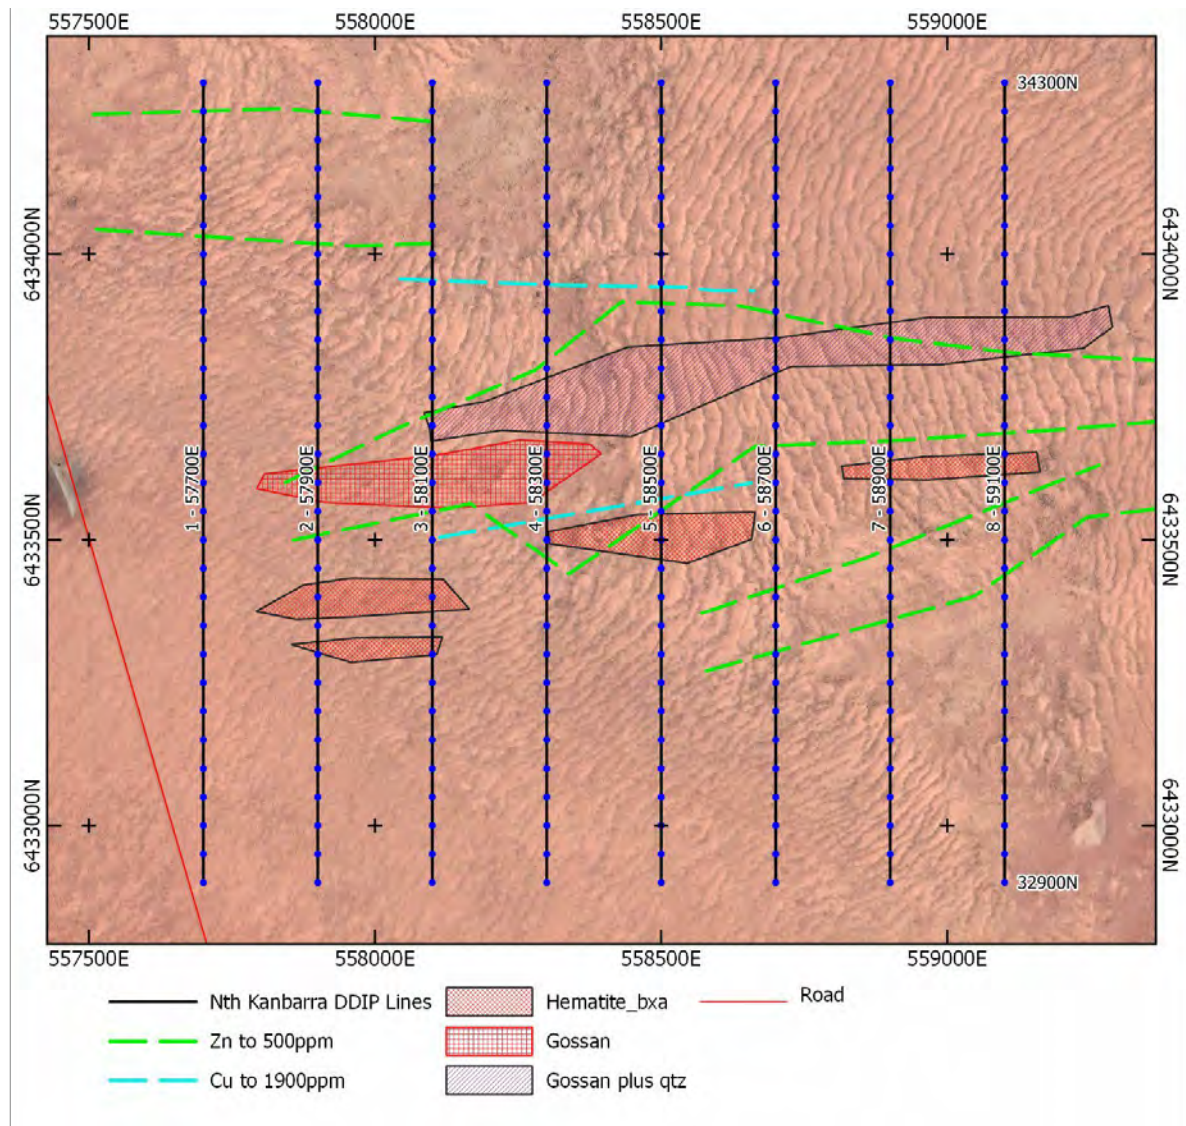 557500E 558000E 558500E 559000E
34300N
6434000N 6434000N
1 - 57700E 2 - 57900E 3 - 58100E 4 - 58300E 5 - 58500E 6 - 58700E 7 - 58900E 8 - 59100E
6433500N 6433500N
6433000N 6433000N
32900N
557500E 558000E 558500E 559000E
Nth Kanbarra DDIP Lines Hematite_bxa Road
Zn to 500ppm Gossan
Cu to 1900ppm Gossan plus qtz